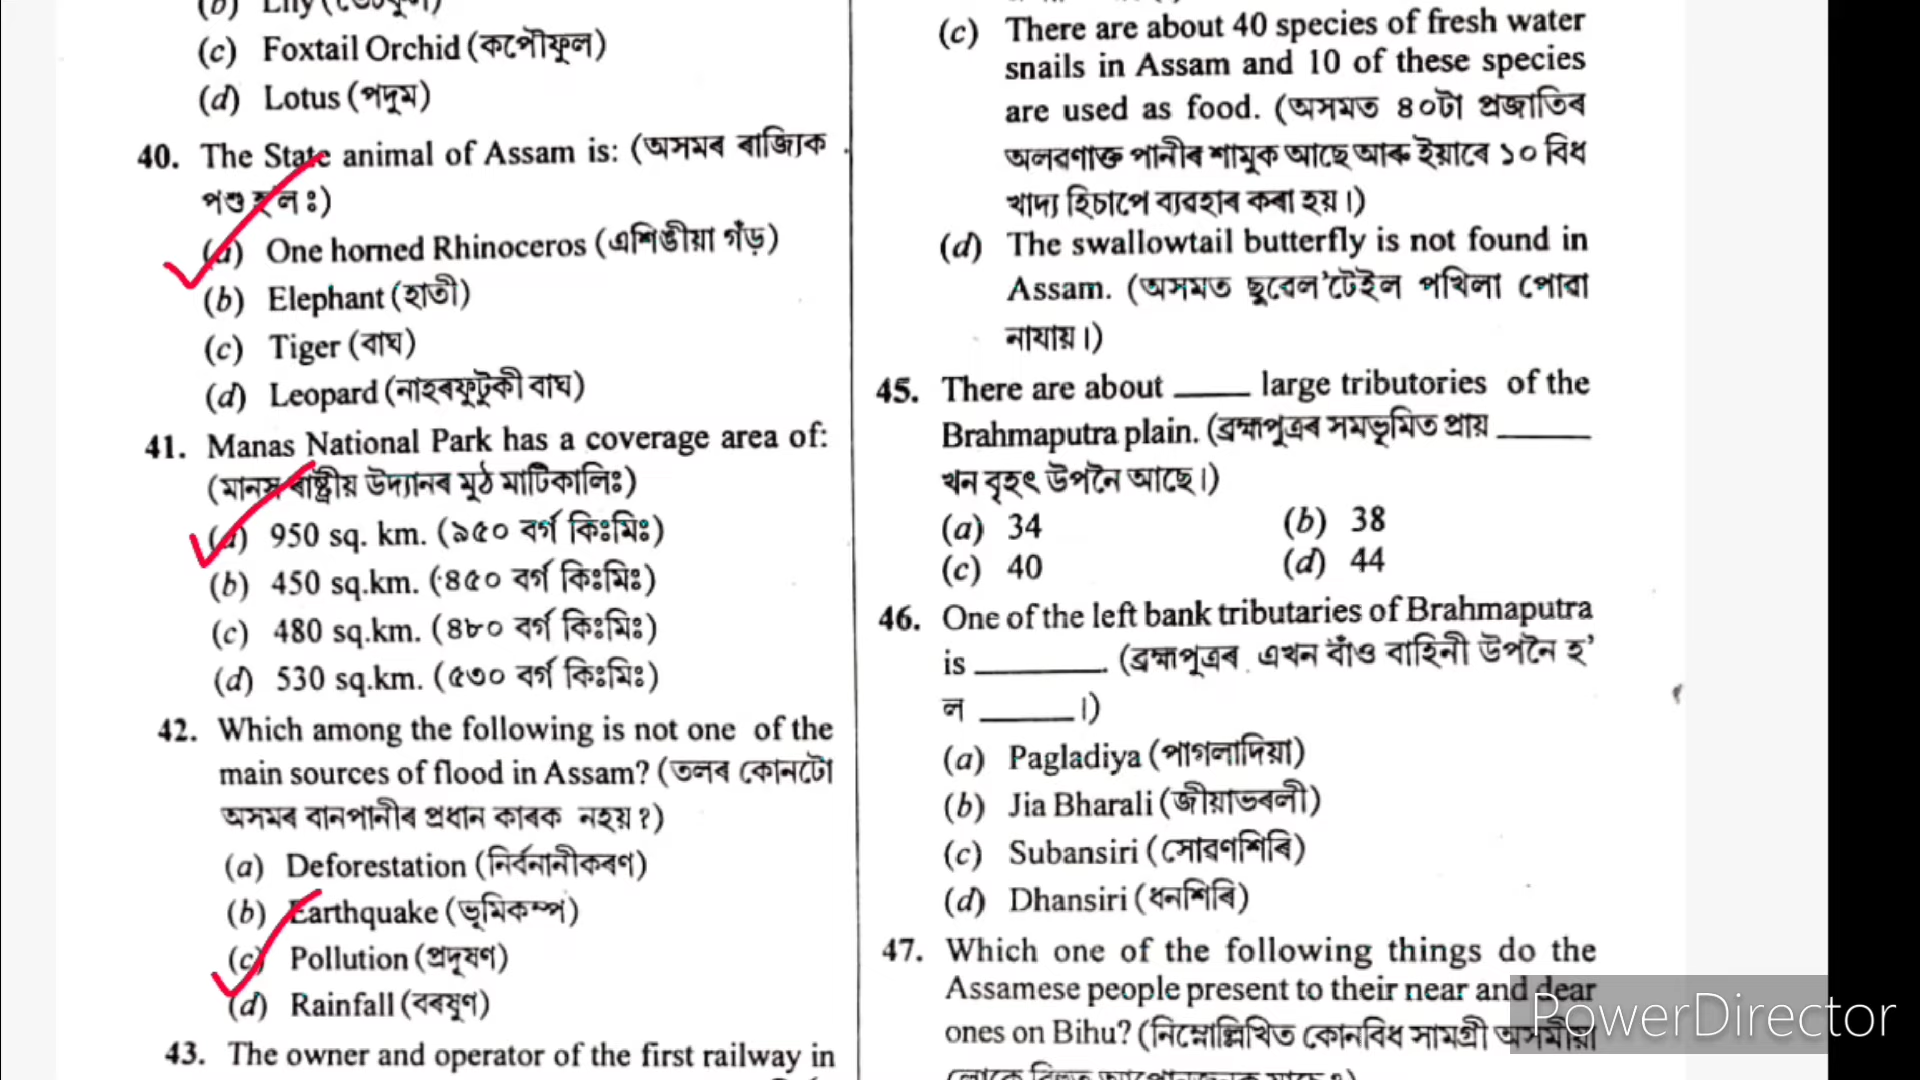 (b) Lily (ভেটফুল)
(c) Foxtail Orchid (কপৌফুল)
(d) Lotus (পদুম)
40. The State animal of Assam is: (অসমৰ ৰাজ্যিক
পশু হ'লঃ)
(a) One horned Rhinoceros (এশিঙীয়া গঁড়)
(b) Elephant (হাতী)
(c) Tiger (বাঘ)
(d) Leopard (নাহৰফুটুকী বাঘ)
41. Manas National Park has a coverage area of:
(মানস ৰাষ্ট্ৰীয় উদ্যানৰ মুঠ মাটিকালিঃ)
(a) 950 sq. km. (৯৫০ বৰ্গ কিঃমিঃ)
(b) 450 sq.km. (৪৫০ বৰ্গ কিঃমিঃ)
(c) 480 sq.km. (৪৮০ বৰ্গ কিঃমিঃ)
(d) 530 sq.km. (৫৩০ বৰ্গ কিঃমিঃ)
42. Which among the following is not one of the
main sources of flood in Assam? (তলৰ কোনটো
অসমৰ বানপানীৰ প্ৰধান কাৰক নহয়?)
(a) Deforestation (নিৰ্বনানীকৰণ)
(b) Earthquake (ভূমিকম্প)
(c) Pollution (প্ৰদূষণ)
(d) Rainfall (বৰষুণ)
43. The owner and operator of the first railway in
(c) There are about 40 species of fresh water
snails in Assam and 10 of these species
are used as food. (অসমত ৪০টা প্ৰজাতিৰ
অলবণাক্ত পানীৰ শামুক আছে আৰু ইয়াৰে ১০ বিধ
খাদ্য হিচাপে ব্যৱহাৰ কৰা হয়।)
(d) The swallowtail butterfly is not found in
Assam. (অসমত ছুৱেল'টেইল পখিলা পোৱা
নাযায়।)
45. There are about _____ large tributories of the
Brahmaputra plain. (ব্ৰহ্মপুত্ৰৰ সমভূমিত প্ৰায় ______
খন বৃহৎ উপনৈ আছে।)
(a) 34 (b) 38
(c) 40 (d) 44
46. One of the left bank tributaries of Brahmaputra
is ________. (ব্ৰহ্মপুত্ৰৰ এখন বাঁও বাহিনী উপনৈ হ'
ল ______।)
(a) Pagladiya (পাগলাদিয়া)
(b) Jia Bharali (জীয়াভৰলী)
(c) Subansiri (সোৱণশিৰি)
(d) Dhansiri (ধনশিৰি)
47. Which one of the following things do the
Assamese people present to their near and dear
ones on Bihu? (নিম্নোল্লিখিত কোনবিধ সামগ্ৰী অসমীয়া
PowerDirector